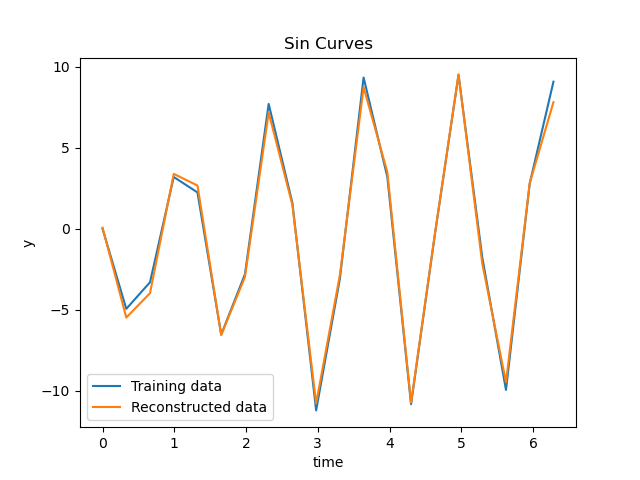 Sin Curves
10
5
0
−5
−10
y
Training data
Reconstructed data
0 1 2 3 4 5 6
time